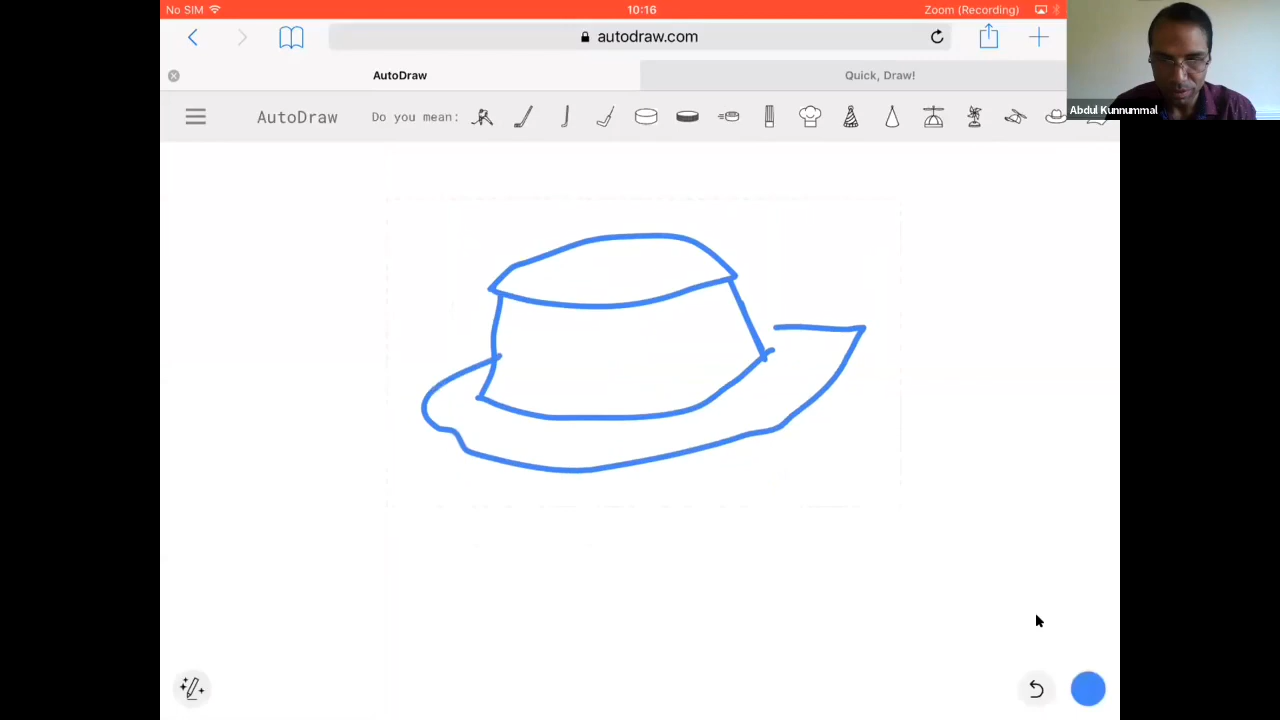 No SIM 10:16 Zoom (Recording)
autodraw.com
AutoDraw Quick, Draw!
Abdul Kunnummal
AutoDraw Do you mean: